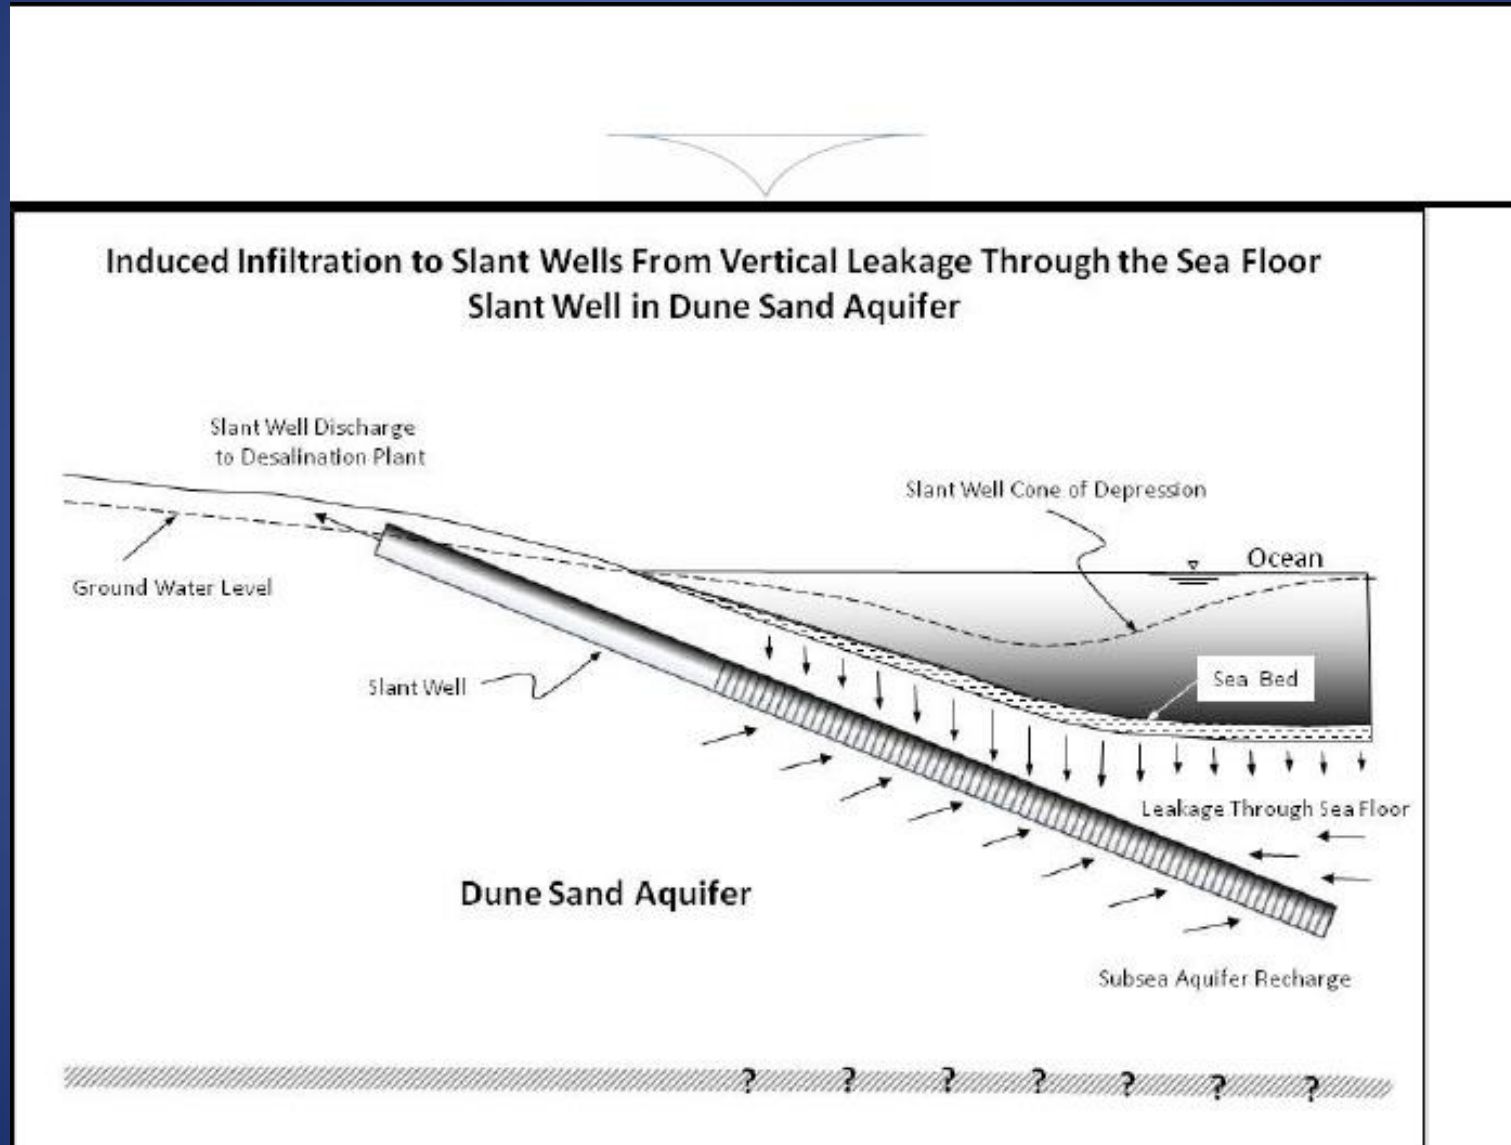 Induced Infiltration to Slant Wells From Vertical Leakage Through the Sea Floor
Slant Well in Dune Sand Aquifer
Slant Well Discharge
to Desalination Plant
Slant Well Cone of Depression
Ocean
Ground Water Level
Sea Bed
Slant Well
Leakage Through Sea Floor
Dune Sand Aquifer
Subsea Aquifer Recharge
? ? ? ? ? ? ?